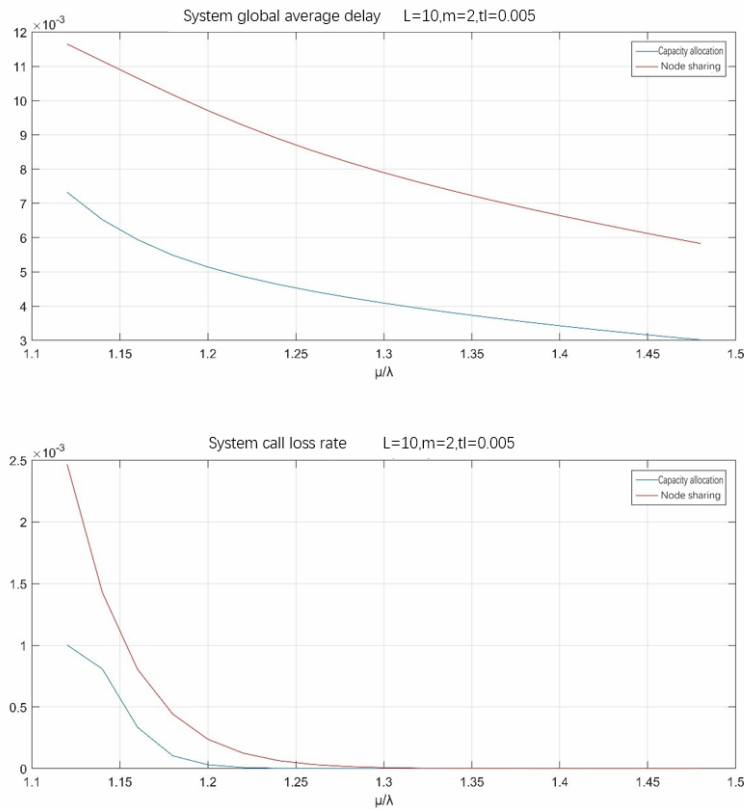 System global average delay L=10,m=2,tl=0.005
×10-3
12
11
10
9
8
7
6
5
4
3
Capacity allocation
Node sharing
1.1 1.15 1.2 1.25 1.3 1.35 1.4 1.45 1.5
μ/λ
System call loss rate L=10,m=2,tl=0.005
×10-3
2.5
2
1.5
1
0.5
0
Capacity allocation
Node sharing
1.1 1.15 1.2 1.25 1.3 1.35 1.4 1.45 1.5
μ/λ